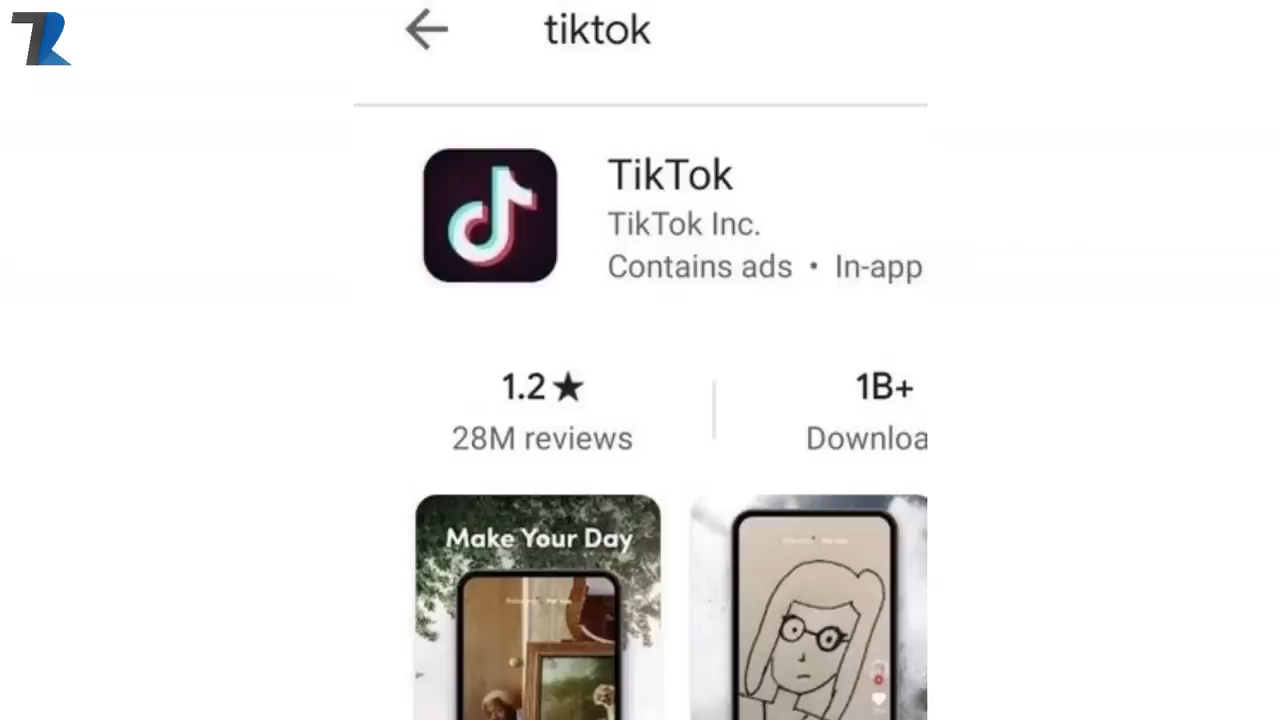 tiktok
TikTok
TikTok Inc.
Contains ads • In-app
1.2★
28M reviews
1B+
Downloa
Make Your Day